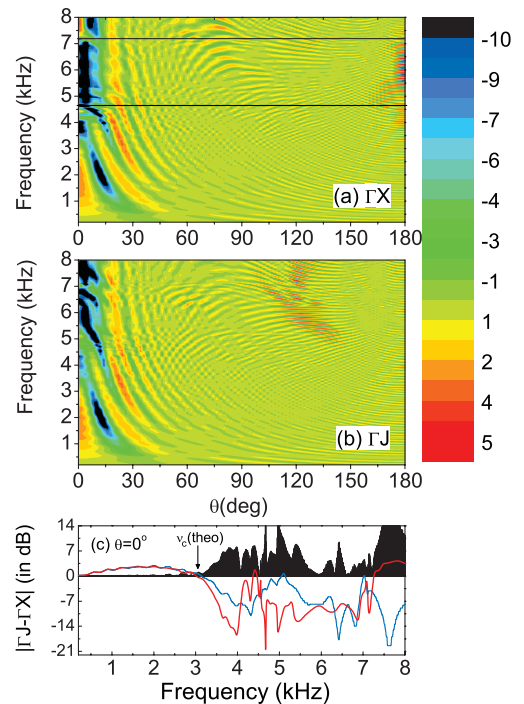 8
7
6
5
4
3
2
1
Frequency (kHz)
(a) ΓX
0 30 60 90 120 150 180
8
7
6
5
4
3
2
1
Frequency (kHz)
(b) ΓJ
0 30 60 90 120 150 180
θ(deg)
-10
-9
-7
-6
-4
-3
-1
1
2
4
5
14
7
0
-7
-14
-21
|ΓJ-ΓX| (in dB)
(c) θ=0°
ν_c(theo)
1 2 3 4 5 6 7 8
Frequency (kHz)